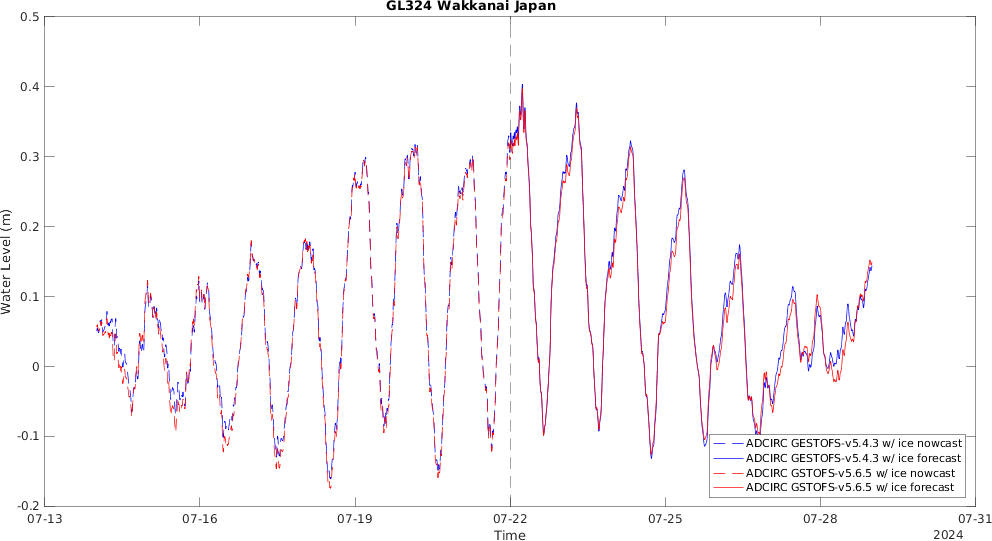 GL324 Wakkanai Japan
0.5
0.4
0.3
0.2
0.1
0
-0.1
-0.2
Water Level (m)
ADCIRC GESTOFS-v5.4.3 w/ ice nowcast
ADCIRC GESTOFS-v5.4.3 w/ ice forecast
ADCIRC GSTOFS-v5.6.5 w/ ice nowcast
ADCIRC GSTOFS-v5.6.5 w/ ice forecast
07-13 07-16 07-19 07-22 07-25 07-28 07-31
Time
2024